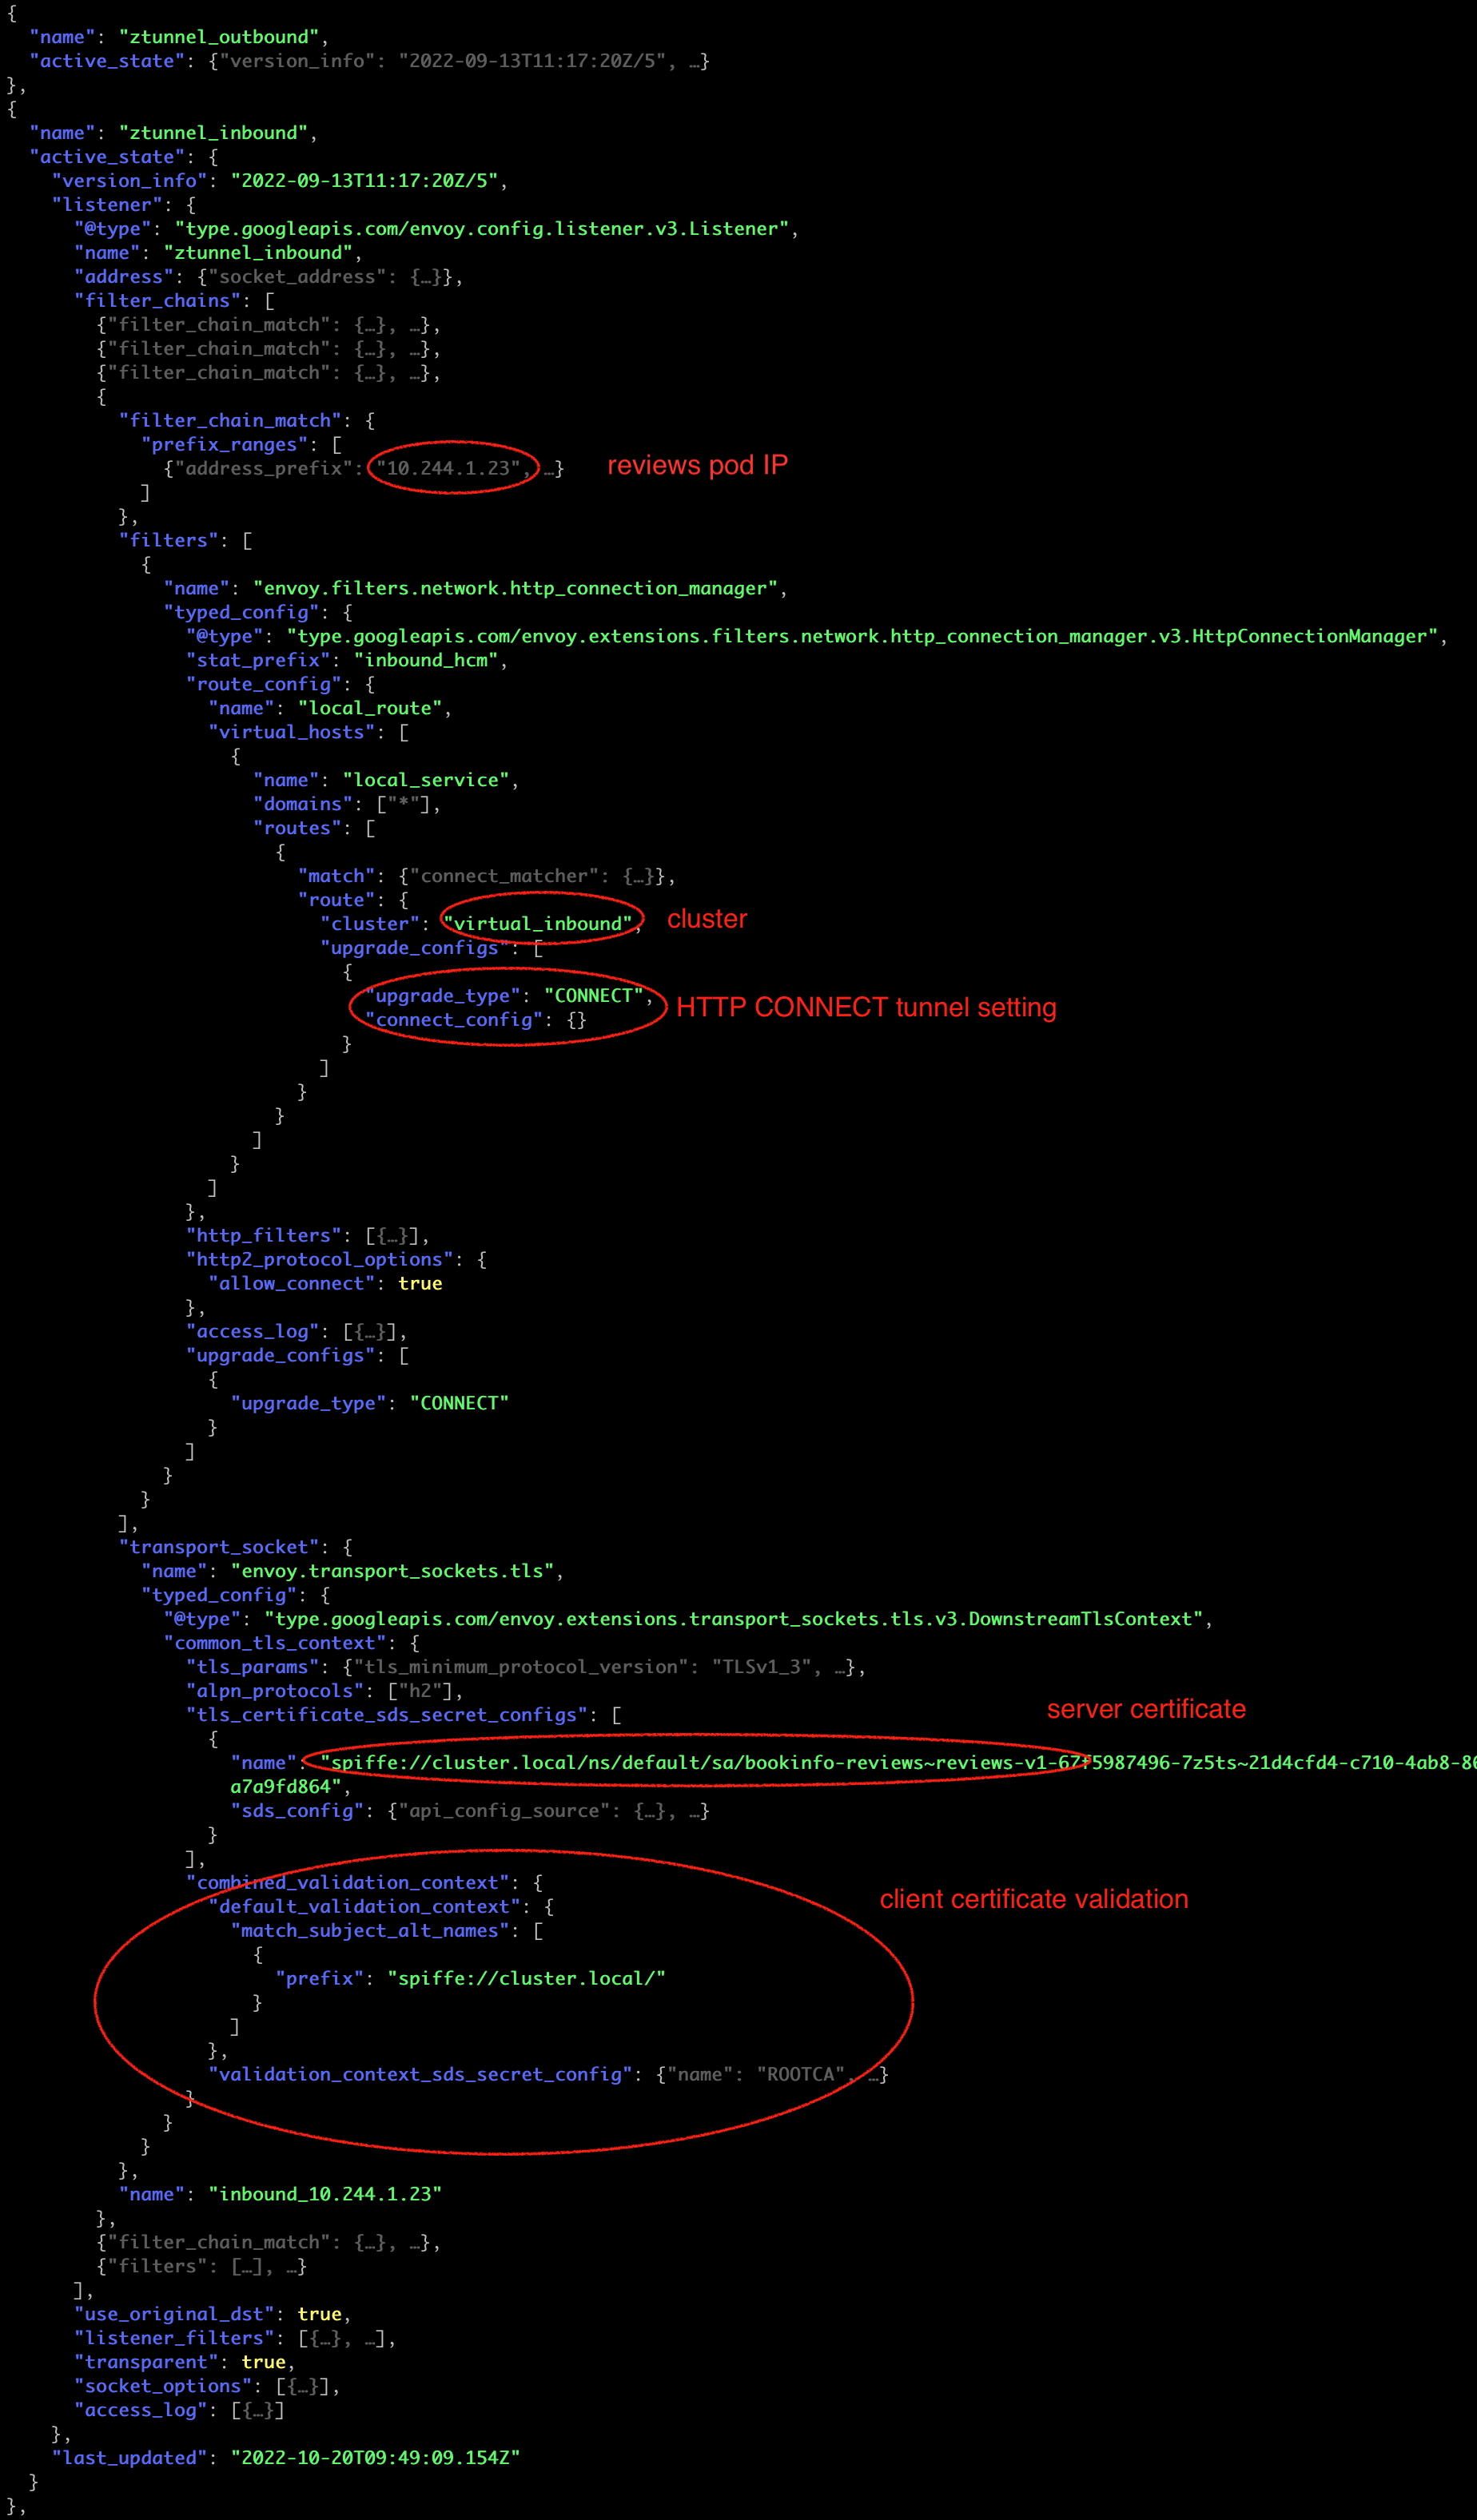 {
  "name": "ztunnel_outbound",
  "active_state": {"version_info": "2022-09-13T11:17:20Z/5", …}
},
{
  "name": "ztunnel_inbound",
  "active_state": {
    "version_info": "2022-09-13T11:17:20Z/5",
    "listener": {
      "@type": "type.googleapis.com/envoy.config.listener.v3.Listener",
      "name": "ztunnel_inbound",
      "address": {"socket_address": {…}},
      "filter_chains": [
        {"filter_chain_match": {…}, …},
        {"filter_chain_match": {…}, …},
        {"filter_chain_match": {…}, …},
        {
          "filter_chain_match": {
            "prefix_ranges": [
              {"address_prefix": "10.244.1.23", …} reviews pod IP
            ]
          },
          "filters": [
            {
              "name": "envoy.filters.network.http_connection_manager",
              "typed_config": {
                "@type": "type.googleapis.com/envoy.extensions.filters.network.http_connection_manager.v3.HttpConnectionManager",
                "stat_prefix": "inbound_hcm",
                "route_config": {
                  "name": "local_route",
                  "virtual_hosts": [
                    {
                      "name": "local_service",
                      "domains": ["*"],
                      "routes": [
                        {
                          "match": {"connect_matcher": {…}},
                          "route": {
                            "cluster": "virtual_inbound", cluster
                            "upgrade_configs": [
                              {
                                "upgrade_type": "CONNECT", HTTP CONNECT tunnel setting
                                "connect_config": {}
                              }
                            ]
                          }
                        }
                      ]
                    }
                  ]
                },
                "http_filters": [{…}],
                "http2_protocol_options": {
                  "allow_connect": true
                },
                "access_log": [{…}],
                "upgrade_configs": [
                  {
                    "upgrade_type": "CONNECT"
                  }
                ]
              }
            }
          ],
          "transport_socket": {
            "name": "envoy.transport_sockets.tls",
            "typed_config": {
              "@type": "type.googleapis.com/envoy.extensions.transport_sockets.tls.v3.DownstreamTlsContext",
              "common_tls_context": {
                "tls_params": {"tls_minimum_protocol_version": "TLSv1_3", …},
                "alpn_protocols": ["h2"],
                "tls_certificate_sds_secret_configs": [ server certificate
                  {
                    "name": "spiffe://cluster.local/ns/default/sa/bookinfo-reviews~reviews-v1-67f5987496-7z5ts~21d4cfd4-c710-4ab8-86
                    a7a9fd864",
                    "sds_config": {"api_config_source": {…}, …}
                  }
                ],
                "combined_validation_context": {
                  "default_validation_context": { client certificate validation
                    "match_subject_alt_names": [
                      {
                        "prefix": "spiffe://cluster.local/"
                      }
                    ]
                  },
                  "validation_context_sds_secret_config": {"name": "ROOTCA", …}
                }
              }
            }
          },
          "name": "inbound_10.244.1.23"
        },
        {"filter_chain_match": {…}, …},
        {"filters": […], …}
      ],
      "use_original_dst": true,
      "listener_filters": [{…}, …],
      "transparent": true,
      "socket_options": [{…}],
      "access_log": [{…}]
    },
    "last_updated": "2022-10-20T09:49:09.154Z"
  }
},